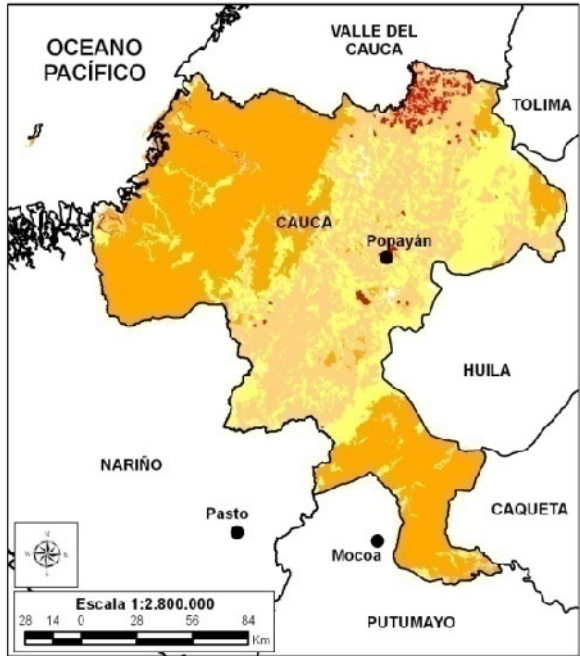 OCEANO
PACÍFICO
VALLE DEL
CAUCA
TOLIMA
CAUCA
Popayán
HUILA
NARIÑO
CAQUETA
Pasto
Mocoa
Escala 1:2.800.000
28 14 0 28 56 84
Km
PUTUMAYO